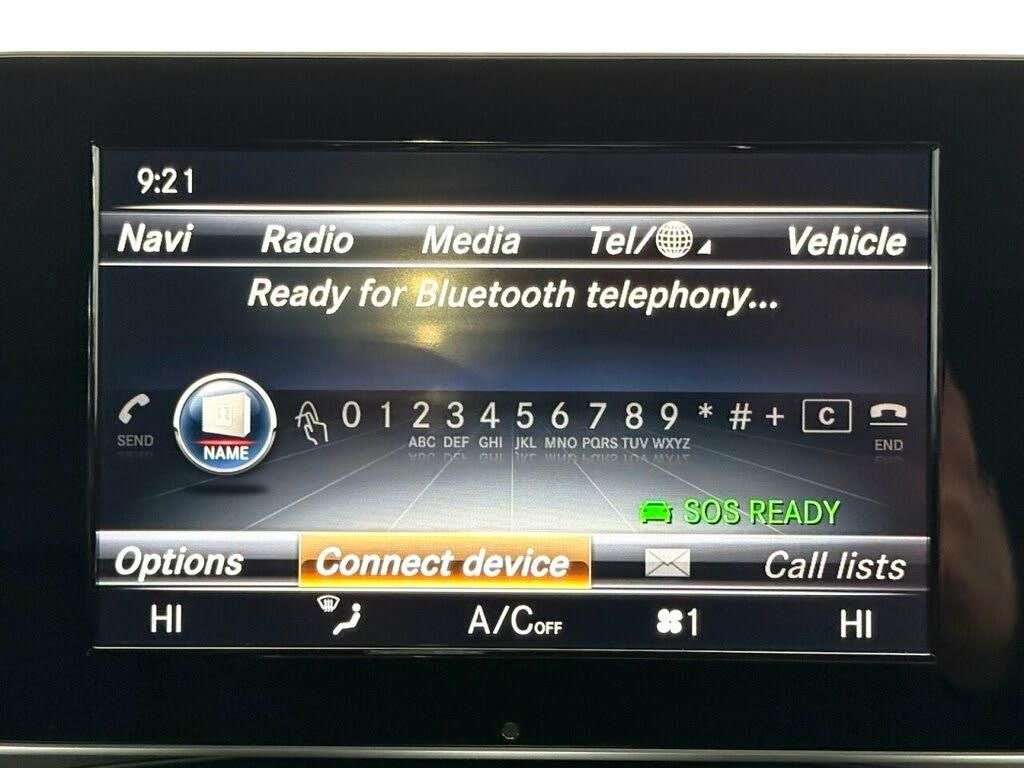 9:21
Navi Radio Media Tel/ Vehicle
Ready for Bluetooth telephony...
0 1 2 3 4 5 6 7 8 9 * # + C
SEND NAME ABC DEF GHI JKL MNO PQRS TUV WXYZ END
SOS READY
Options Connect device Call lists
HI A/C OFF 1 HI